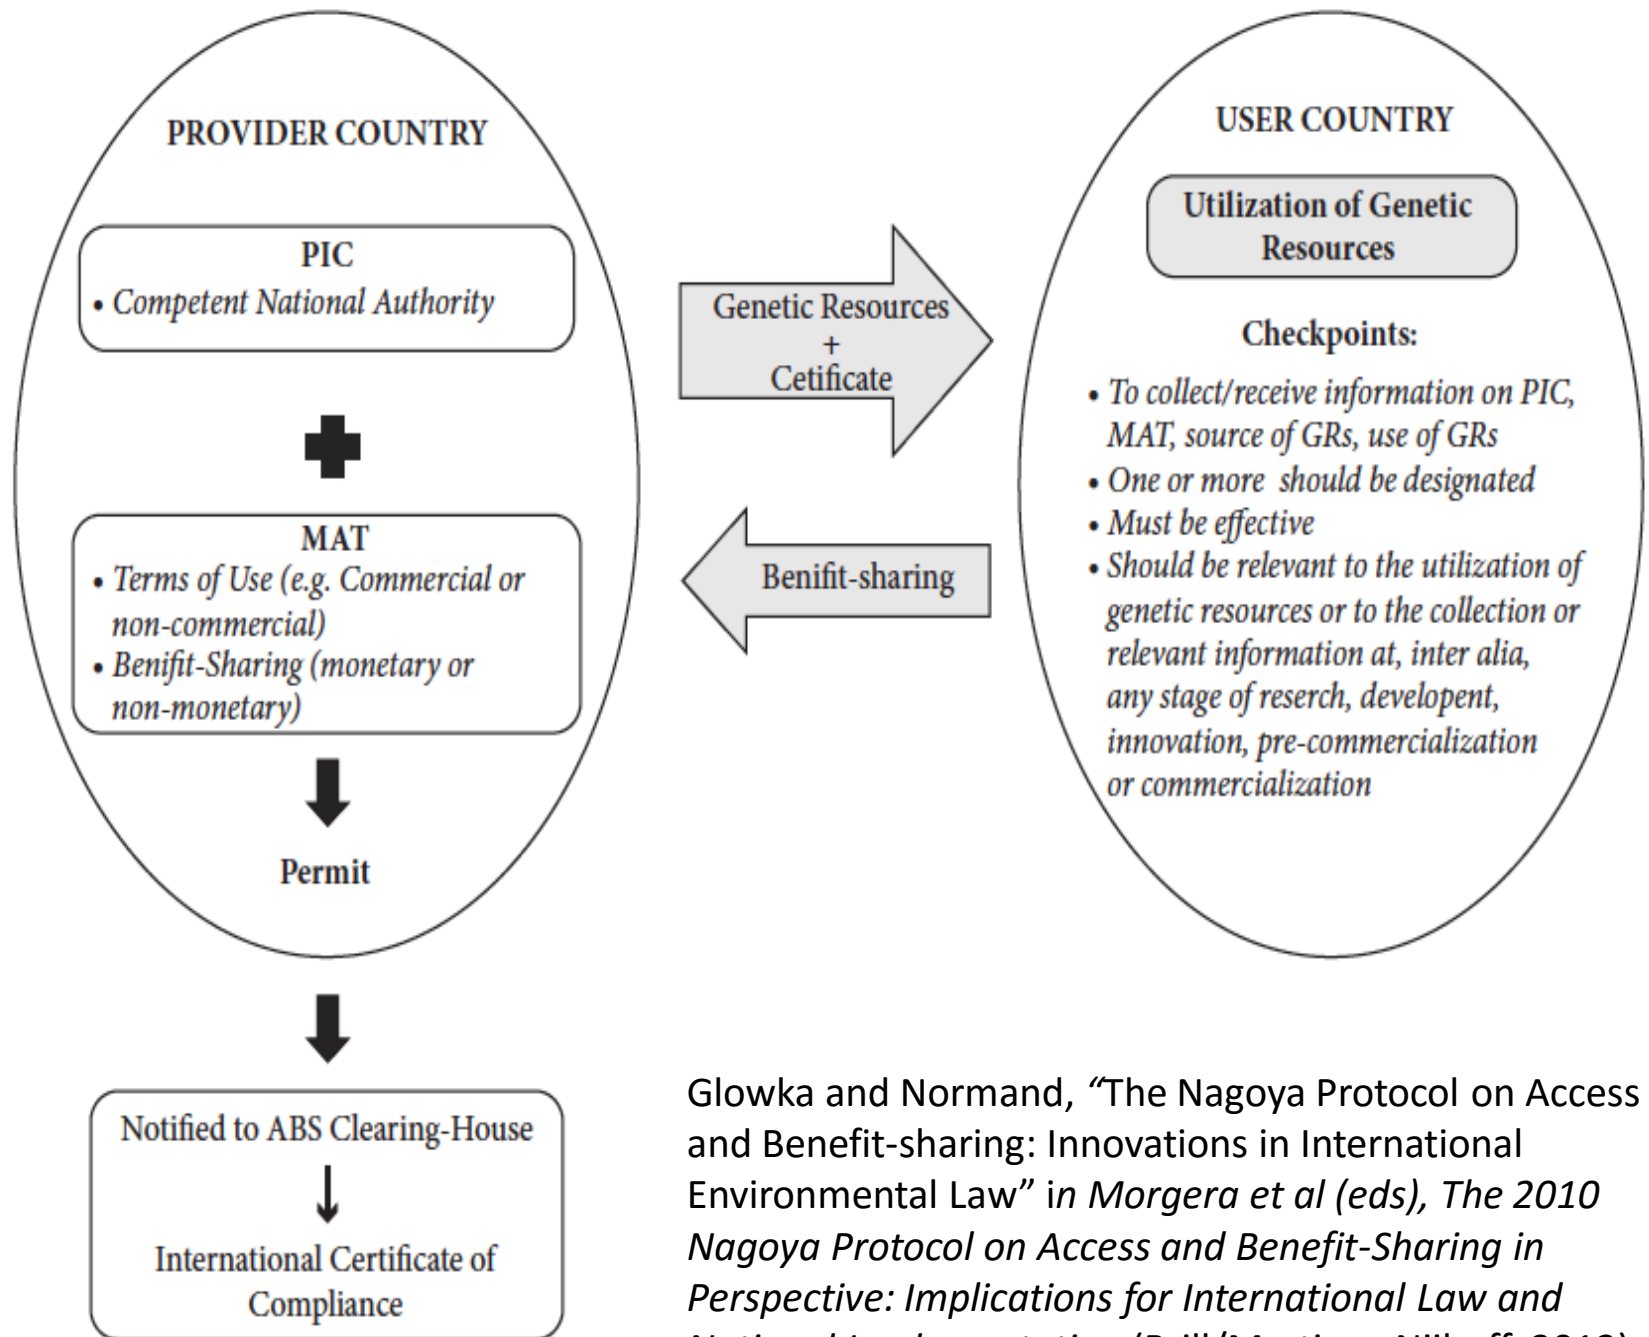 PROVIDER COUNTRY
PIC
• Competent National Authority
MAT
• Terms of Use (e.g. Commercial or
non-commercial)
• Benifit-Sharing (monetary or
non-monetary)
Permit
Notified to ABS Clearing-House
International Certificate of
Compliance
Genetic Resources
+
Cetificate
Benifit-sharing
USER COUNTRY
Utilization of Genetic
Resources
Checkpoints:
• To collect/receive information on PIC,
MAT, source of GRs, use of GRs
• One or more should be designated
• Must be effective
• Should be relevant to the utilization of
genetic resources or to the collection or
relevant information at, inter alia,
any stage of reserch, developent,
innovation, pre-commercialization
or commercialization
Glowka and Normand, “The Nagoya Protocol on Access
and Benefit-sharing: Innovations in International
Environmental Law” in Morgera et al (eds), The 2010
Nagoya Protocol on Access and Benefit-Sharing in
Perspective: Implications for International Law and